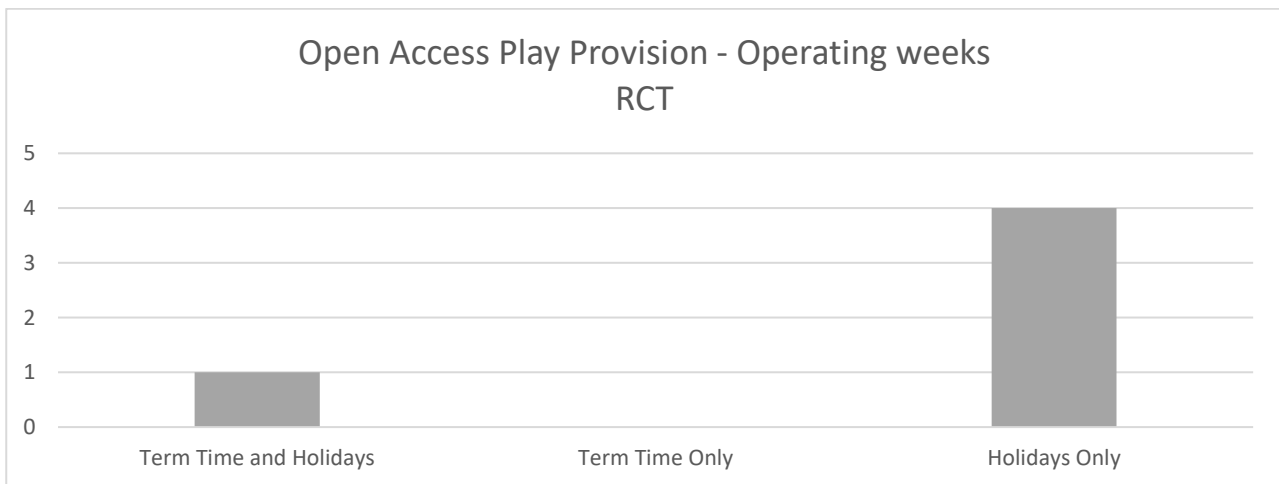 Open Access Play Provision - Operating weeks
RCT
5
4
3
2
1
0
Term Time and Holidays
Term Time Only
Holidays Only